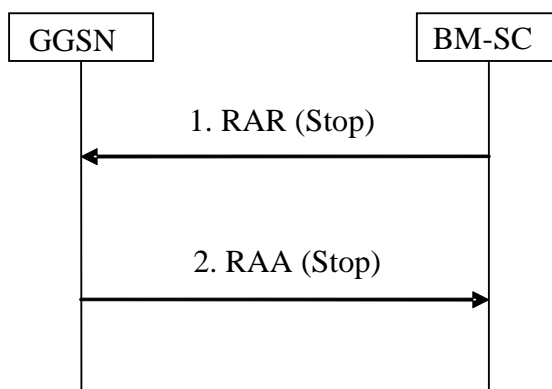 GGSN
BM-SC
1. RAR (Stop)
2. RAA (Stop)